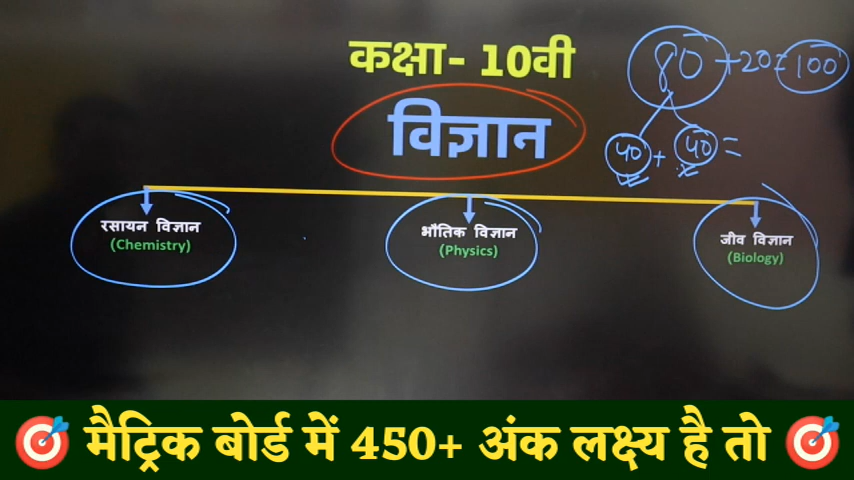 कक्षा- 10वी
80 + 20 = 100
विज्ञान
40 + 40 =
रसायन विज्ञान
(Chemistry)
भौतिक विज्ञान
(Physics)
जीव विज्ञान
(Biology)
🎯 मैट्रिक बोर्ड में 450+ अंक लक्ष्य है तो 🎯